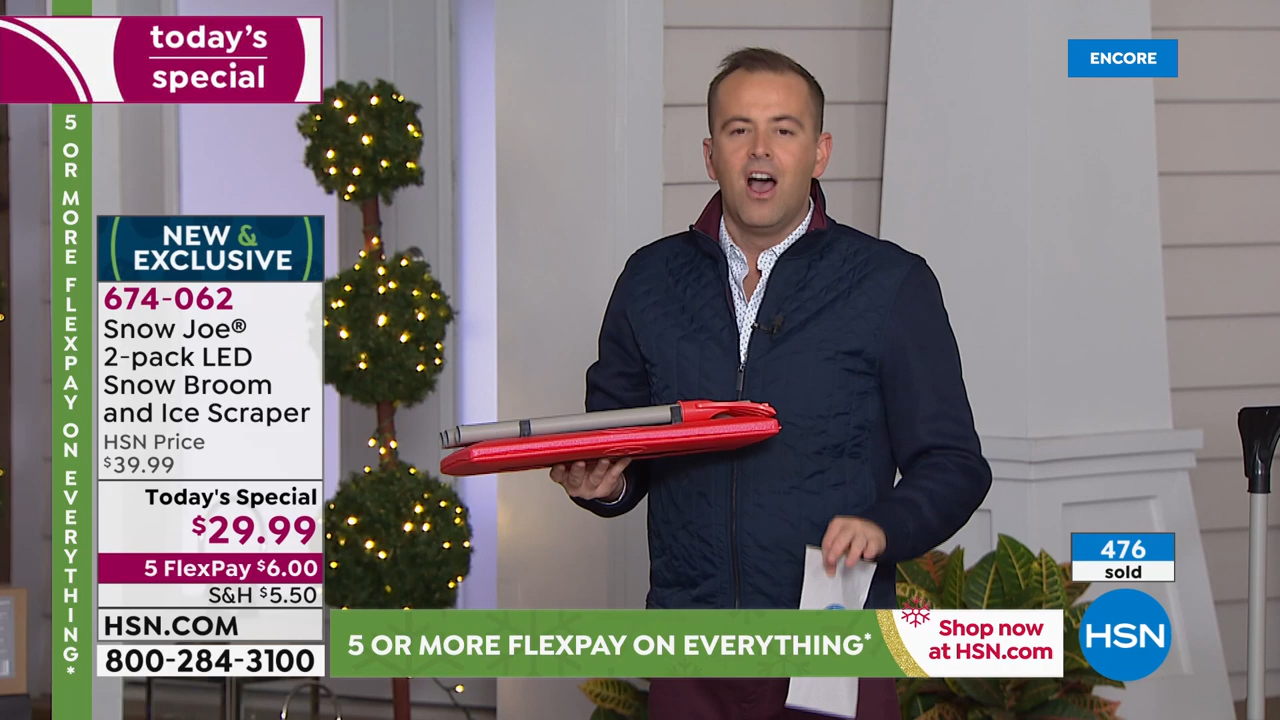 today's
special
ENCORE
5 OR MORE FLEXPAY ON EVERYTHING*
NEW &
EXCLUSIVE
674-062
Snow Joe®
2-pack LED
Snow Broom
and Ice Scraper
HSN Price
$39.99
Today's Special
$29.99
5 FlexPay $6.00
S&H $5.50
HSN.COM
800-284-3100
476
sold
5 OR MORE FLEXPAY ON EVERYTHING*
Shop now
at HSN.com
HSN